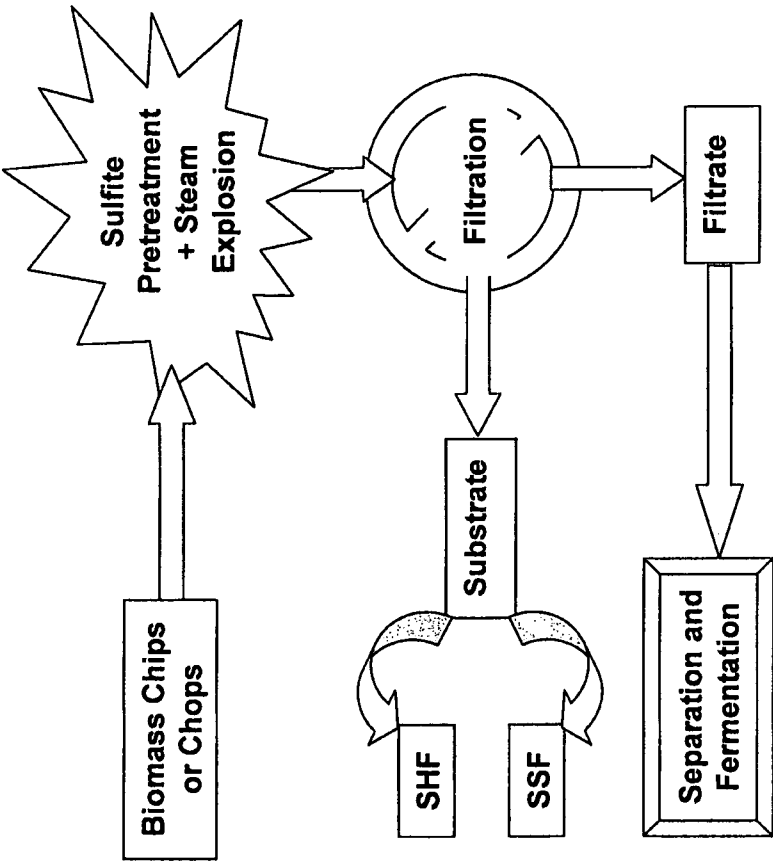 Biomass Chips
or Chops
Sulfite
Pretreatment
+ Steam
Explosion
Filtration
Substrate
SHF
SSF
Filtrate
Separation and
Fermentation